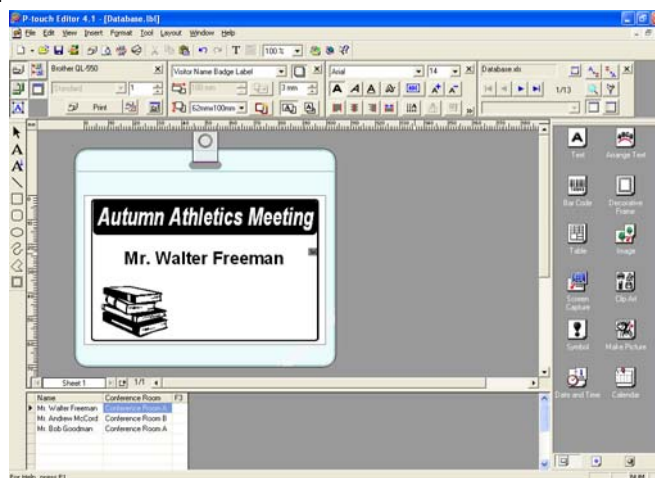 P-touch Editor 4.1 - [Database.lbl]
File Edit View Insert Format Tool Layout Window Help
100 %
Brother QL-550
Visitor Name Badge Label
Arial
14
Database.xls
Standard
1
100 mm
3 mm
1/13
Print
62mmx100mm
Text
Arrange Text
Bar Code
Decorative Frame
Table
Image
Screen Capture
Clip Art
Symbol
Make Picture
Date and Time
Calendar
Autumn Athletics Meeting
Mr. Walter Freeman
Sheet 1
1/1
Name Conference Room F3
Mr. Walter Freeman Conference Room A
Mr. Andrew McCord Conference Room B
Mr. Bob Goodman Conference Room A
For Help, press F1